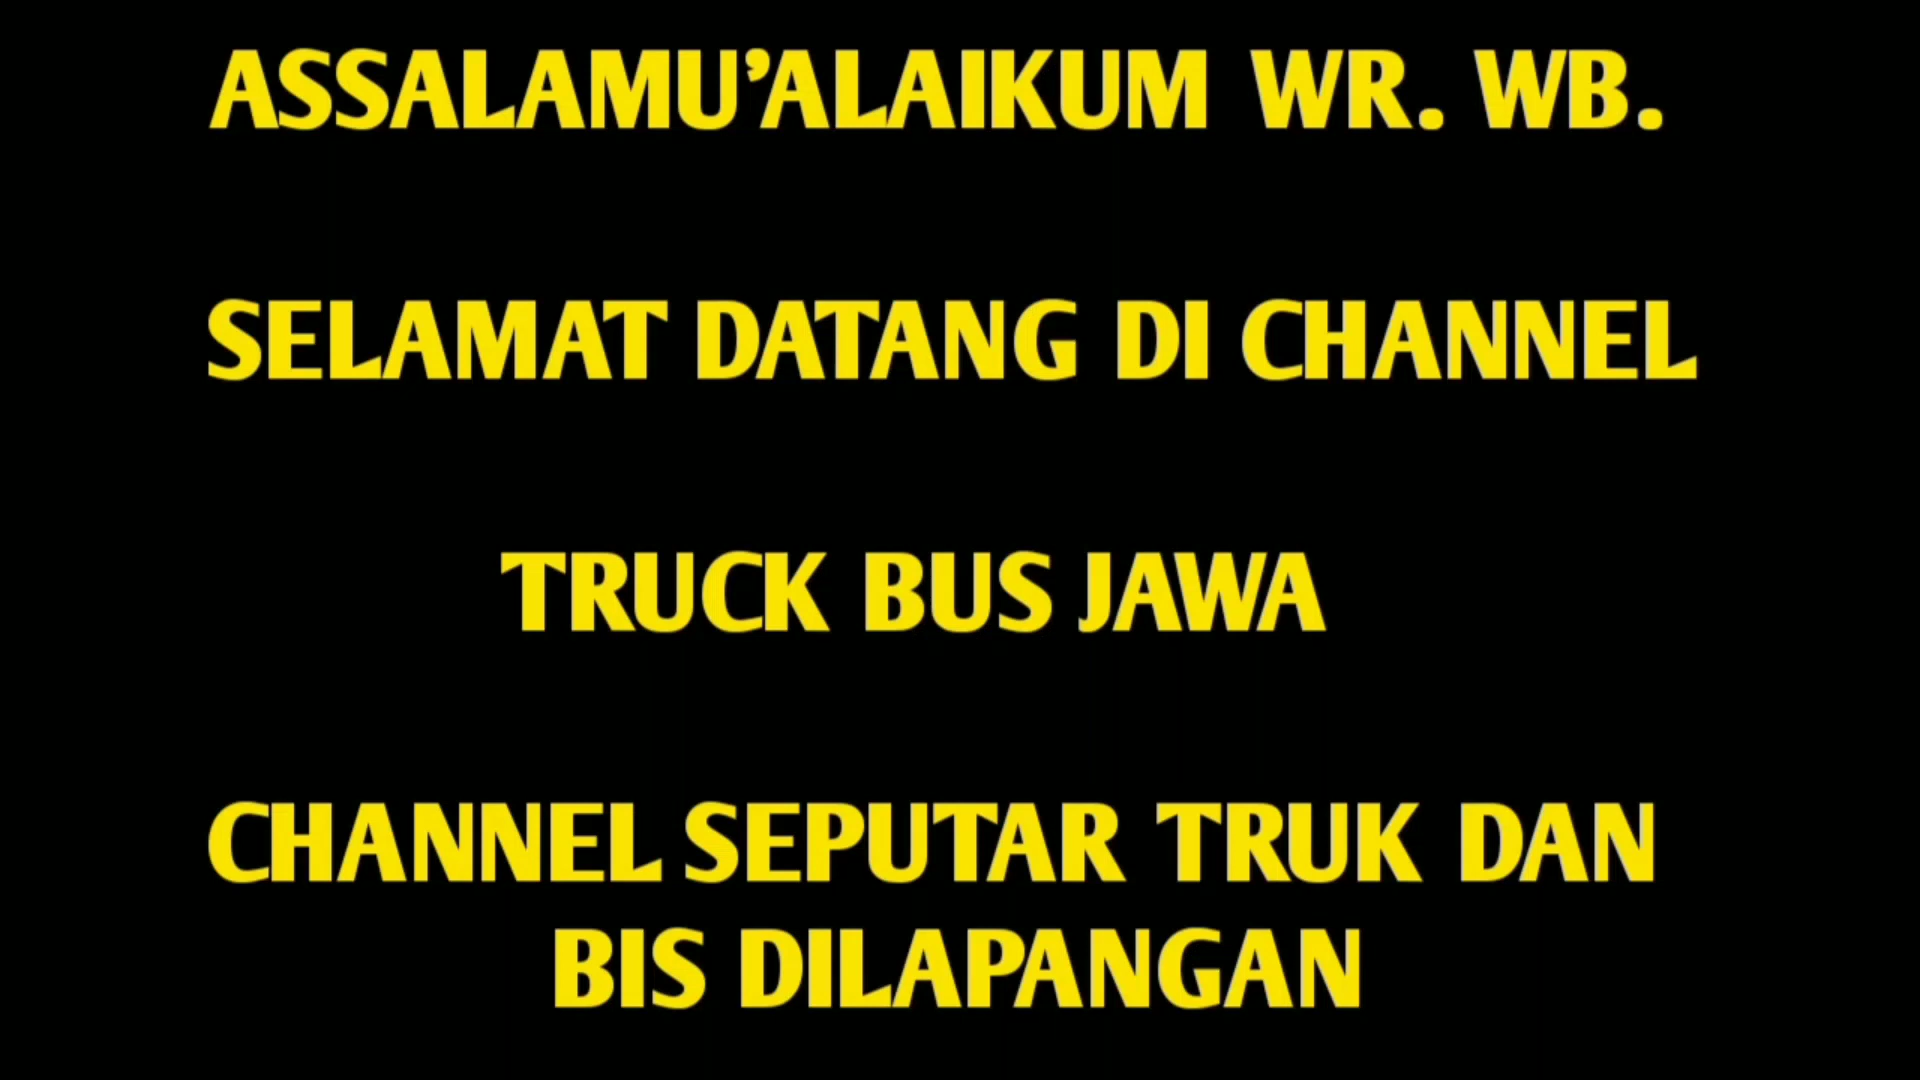 ASSALAMU’ALAIKUM WR. WB.
SELAMAT DATANG DI CHANNEL
TRUCK BUS JAWA
CHANNEL SEPUTAR TRUK DAN
BIS DILAPANGAN